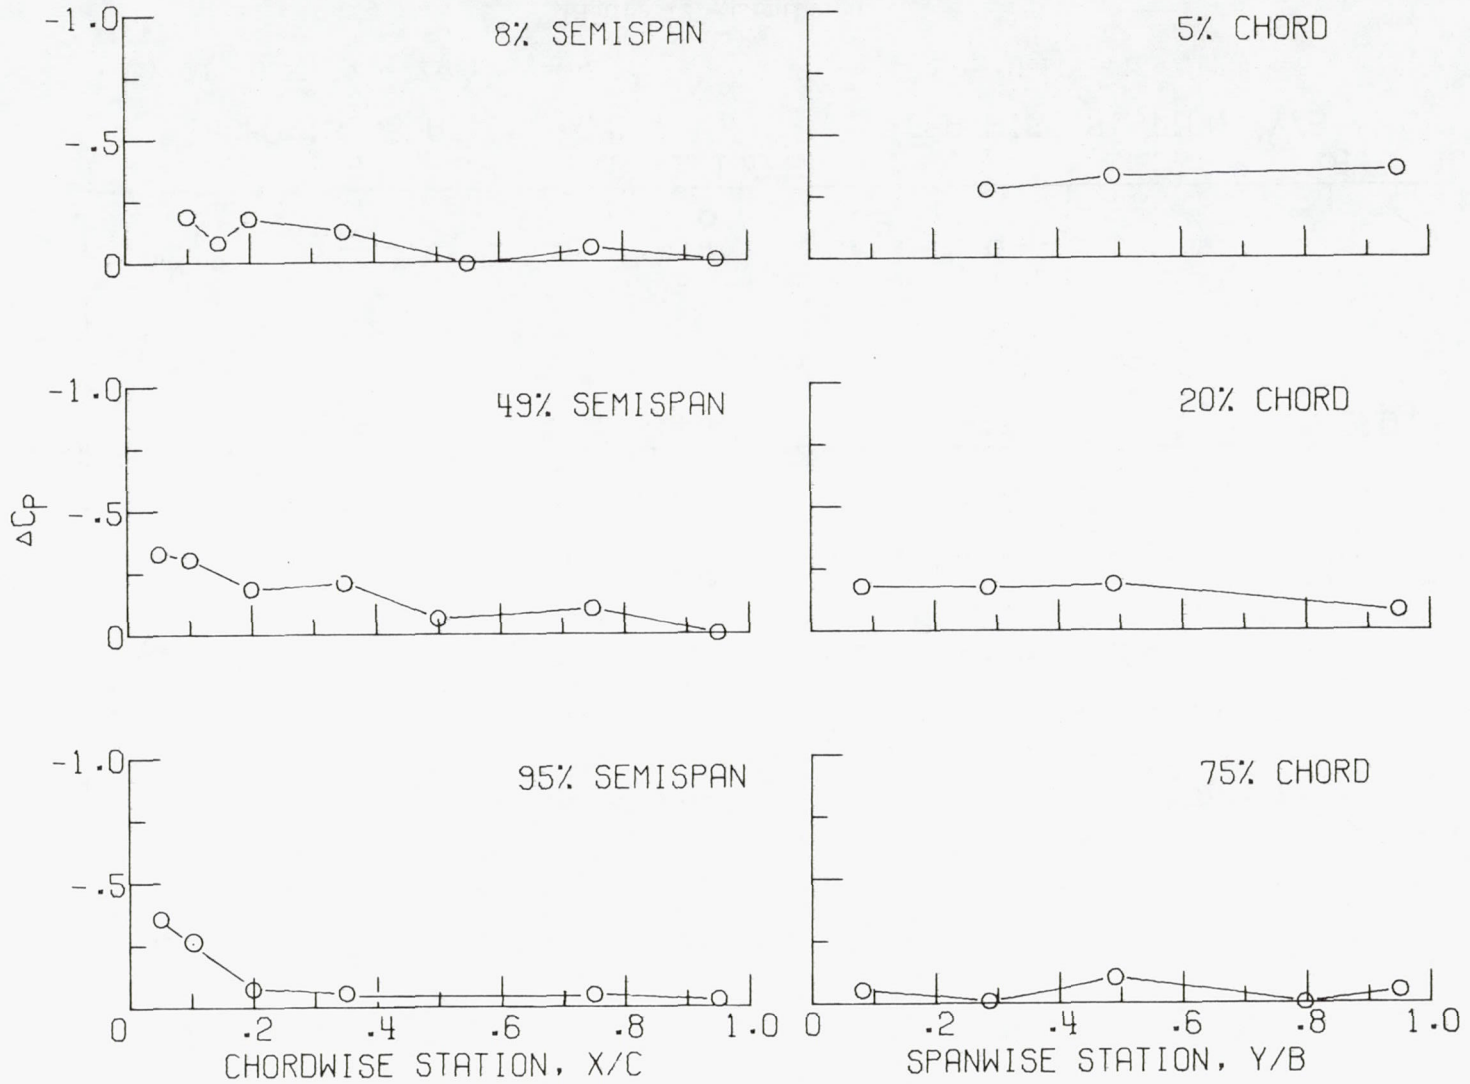 -1.0
8% SEMISPAN
-.5
0
5% CHORD
-1.0
49% SEMISPAN
-.5
0
20% CHORD
ΔCp
-1.0
95% SEMISPAN
-.5
0 .2 .4 .6 .8 1.0
CHORDWISE STATION, X/C
75% CHORD
0 .2 .4 .6 .8 1.0
SPANWISE STATION, Y/B